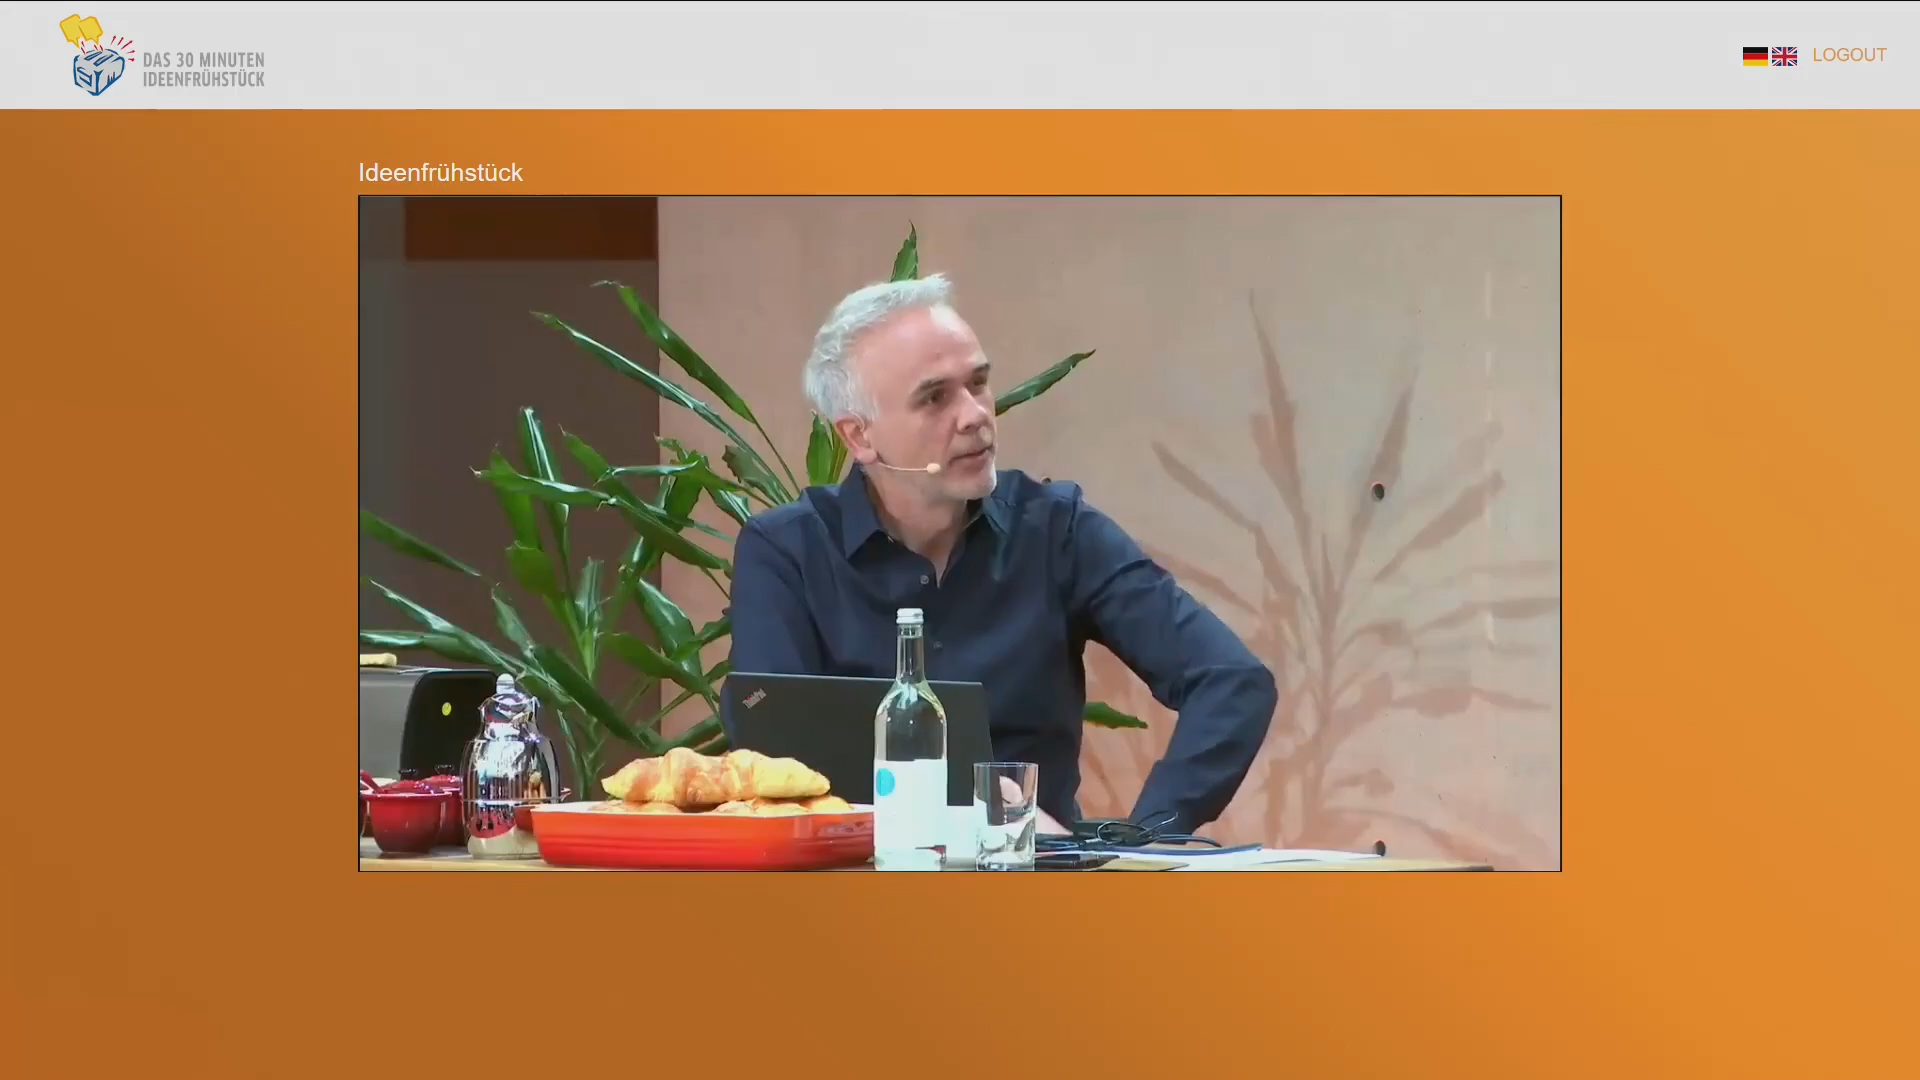 DAS 30 MINUTEN
IDEENFRÜHSTÜCK
LOGOUT
Ideenfrühstück
ThinkPad